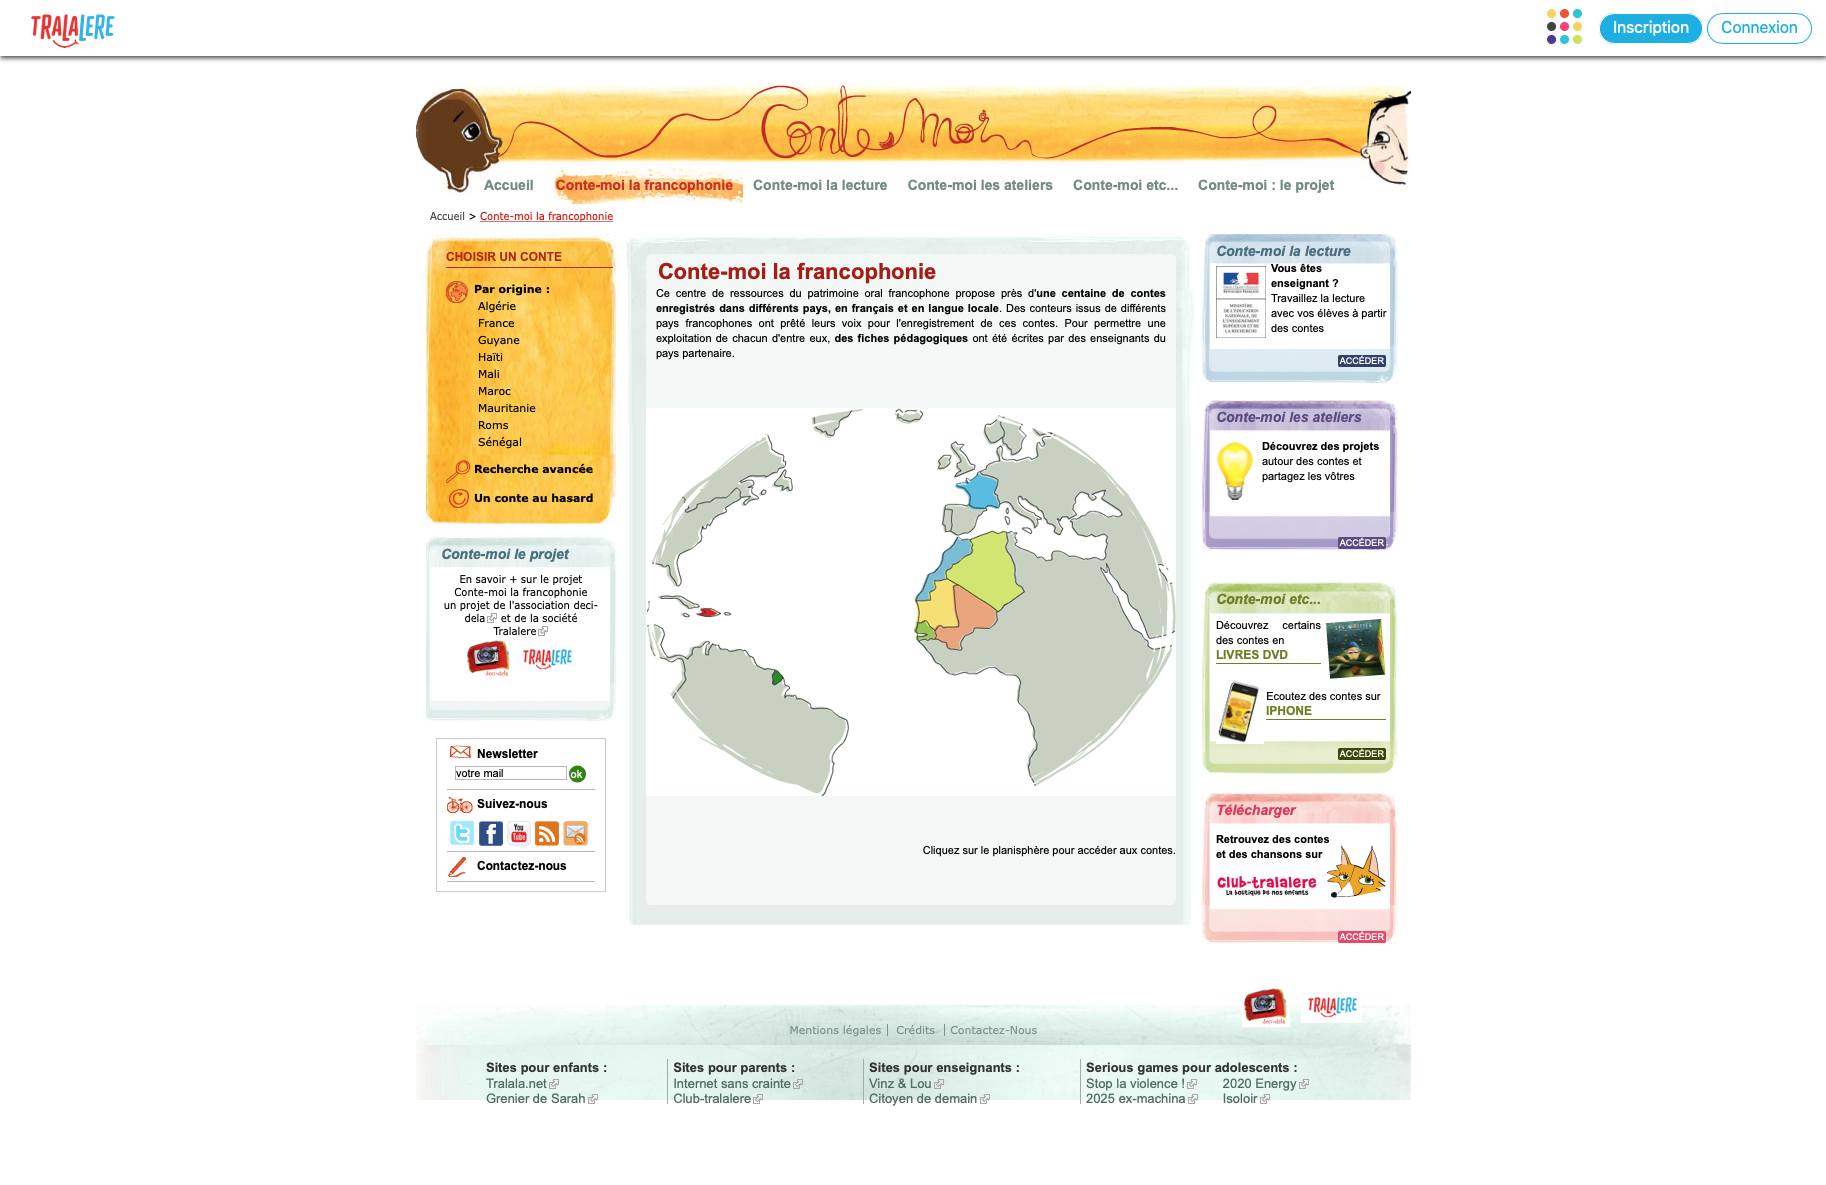 TRALALERE
Inscription
Connexion
Conte moi
Accueil
Conte-moi la francophonie
Conte-moi la lecture
Conte-moi les ateliers
Conte-moi etc...
Conte-moi : le projet
Accueil > Conte-moi la francophonie
CHOISIR UN CONTE
Par origine :
Algérie
France
Guyane
Haïti
Mali
Maroc
Mauritanie
Roms
Sénégal
Recherche avancée
Un conte au hasard
Conte-moi le projet
En savoir + sur le projet
Conte-moi la francophonie
un projet de l'association deci-
dela et de la société
Tralalere
deci-dela
TRALALERE
Newsletter
votre mail
ok
Suivez-nous
You
Tube
Contactez-nous
Conte-moi la francophonie
Ce centre de ressources du patrimoine oral francophone propose près d'une centaine de contes
enregistrés dans différents pays, en français et en langue locale. Des conteurs issus de différents
pays francophones ont prêté leurs voix pour l'enregistrement de ces contes. Pour permettre une
exploitation de chacun d'entre eux, des fiches pédagogiques ont été écrites par des enseignants du
pays partenaire.
Cliquez sur le planisphère pour accéder aux contes.
Conte-moi la lecture
Vous êtes
enseignant ?
Travaillez la lecture
avec vos élèves à partir
des contes
MINISTÈRE
DE L'ÉDUCATION
NATIONALE, DE
L'ENSEIGNEMENT
SUPÉRIEUR ET DE
LA RECHERCHE
ACCÉDER
Conte-moi les ateliers
Découvrez des projets
autour des contes et
partagez les vôtres
ACCÉDER
Conte-moi etc...
Découvrez certains
des contes en
LIVRES DVD
Ecoutez des contes sur
IPHONE
ACCÉDER
Télécharger
Retrouvez des contes
et des chansons sur
Club-tralalere
La boutique de nos enfants
ACCÉDER
deci-dela
TRALALERE
Mentions légales | Crédits | Contactez-Nous
Sites pour enfants :
Tralala.net
Grenier de Sarah
Sites pour parents :
Internet sans crainte
Club-tralalere
Sites pour enseignants :
Vinz & Lou
Citoyen de demain
Serious games pour adolescents :
Stop la violence !
2020 Energy
2025 ex-machina
Isoloir